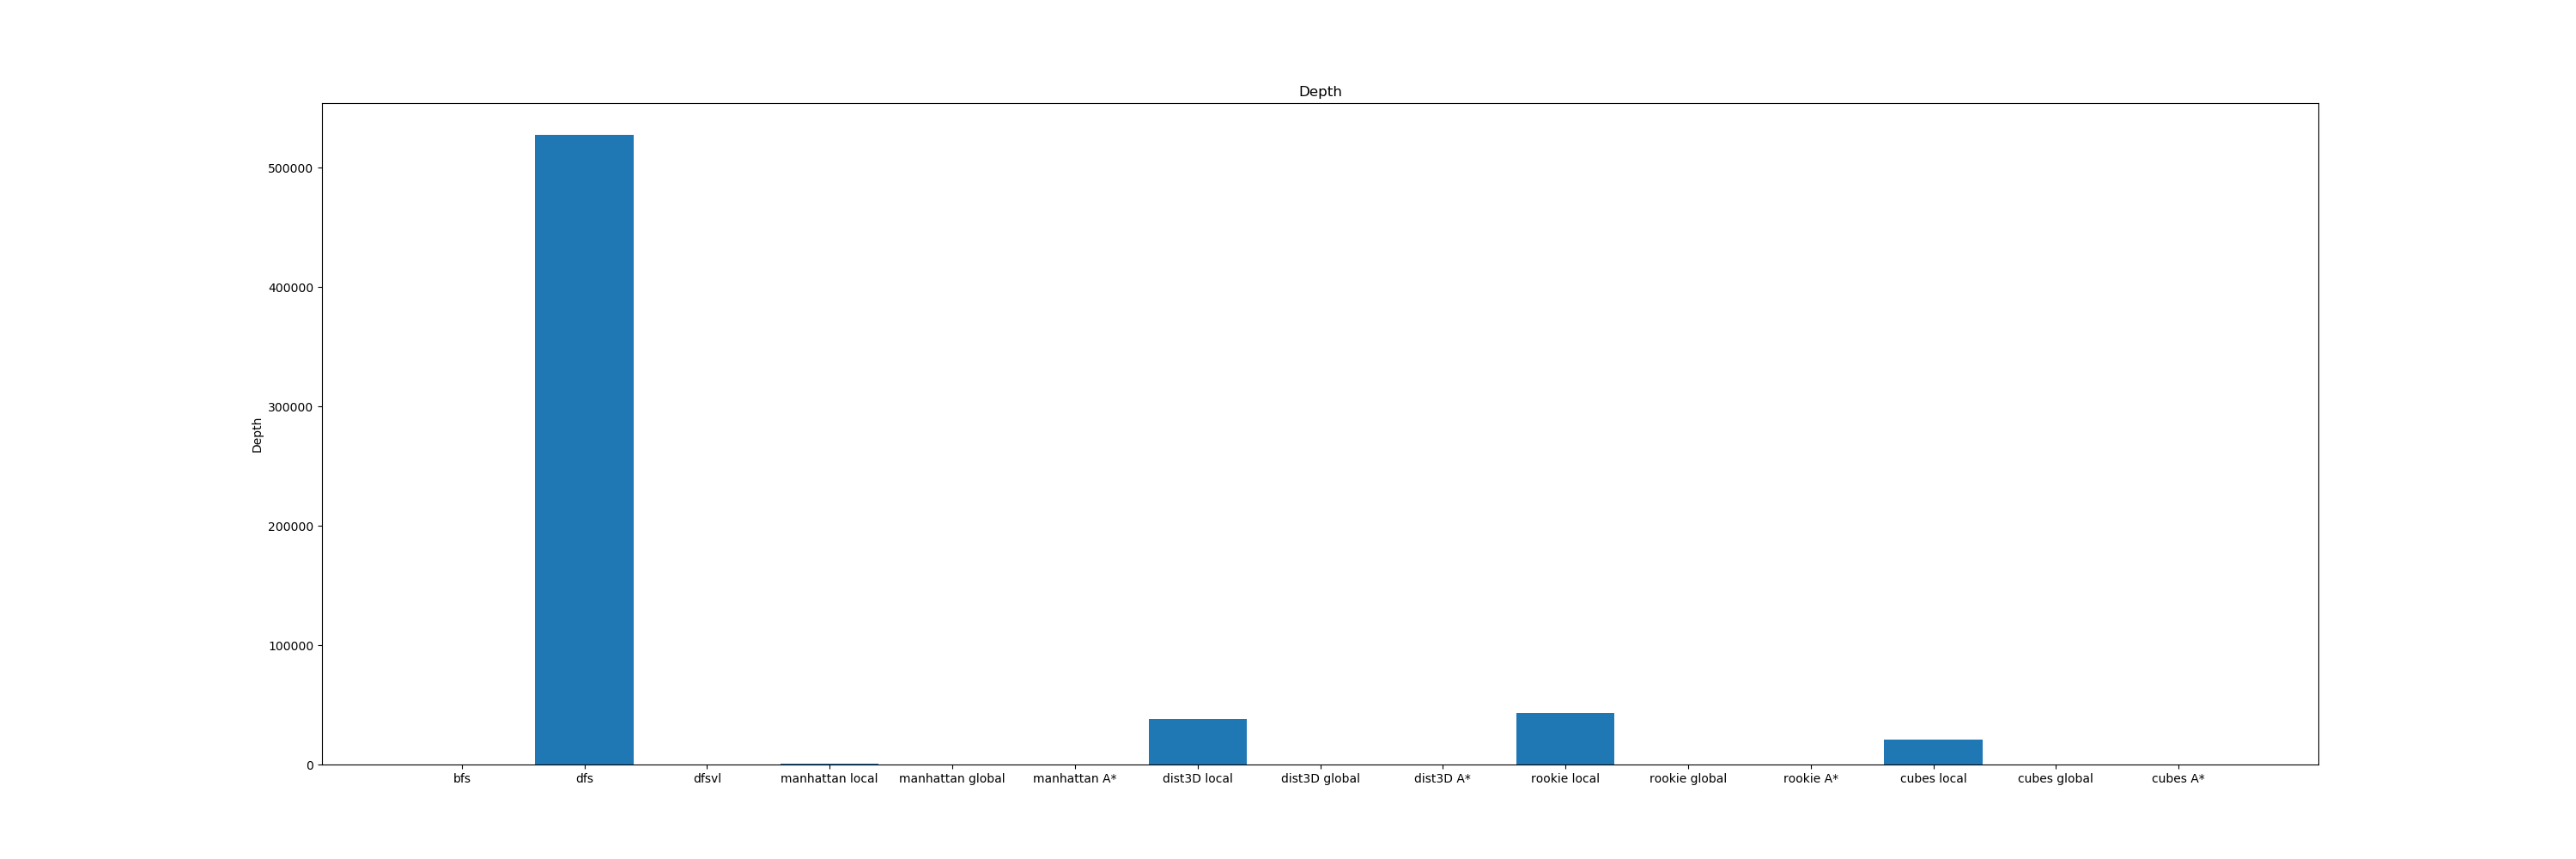 Depth
500000
400000
300000
200000
100000
0
Depth
bfs dfs dfsvl manhattan local manhattan global manhattan A* dist3D local dist3D global dist3D A* rookie local rookie global rookie A* cubes local cubes global cubes A*